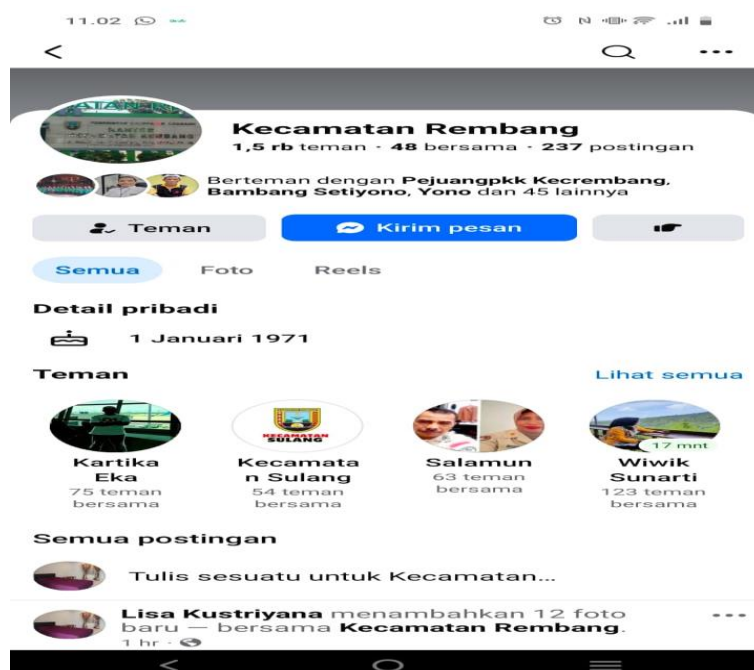 11.02
Kecamatan Rembang
1,5 rb teman · 48 bersama · 237 postingan
Berteman dengan Pejuangpkk Kecrembang,
Bambang Setiyono, Yono dan 45 lainnya
Teman
Kirim pesan
Semua
Foto
Reels
Detail pribadi
1 Januari 1971
Teman
Lihat semua
KECAMATAN
SULANG
17 mnt
Kartika
Eka
75 teman
bersama
Kecamata
n Sulang
54 teman
bersama
Salamun
63 teman
bersama
Wiwik
Sunarti
123 teman
bersama
Semua postingan
Tulis sesuatu untuk Kecamatan...
Lisa Kustriyana menambahkan 12 foto
baru — bersama Kecamatan Rembang.
1 hr ·